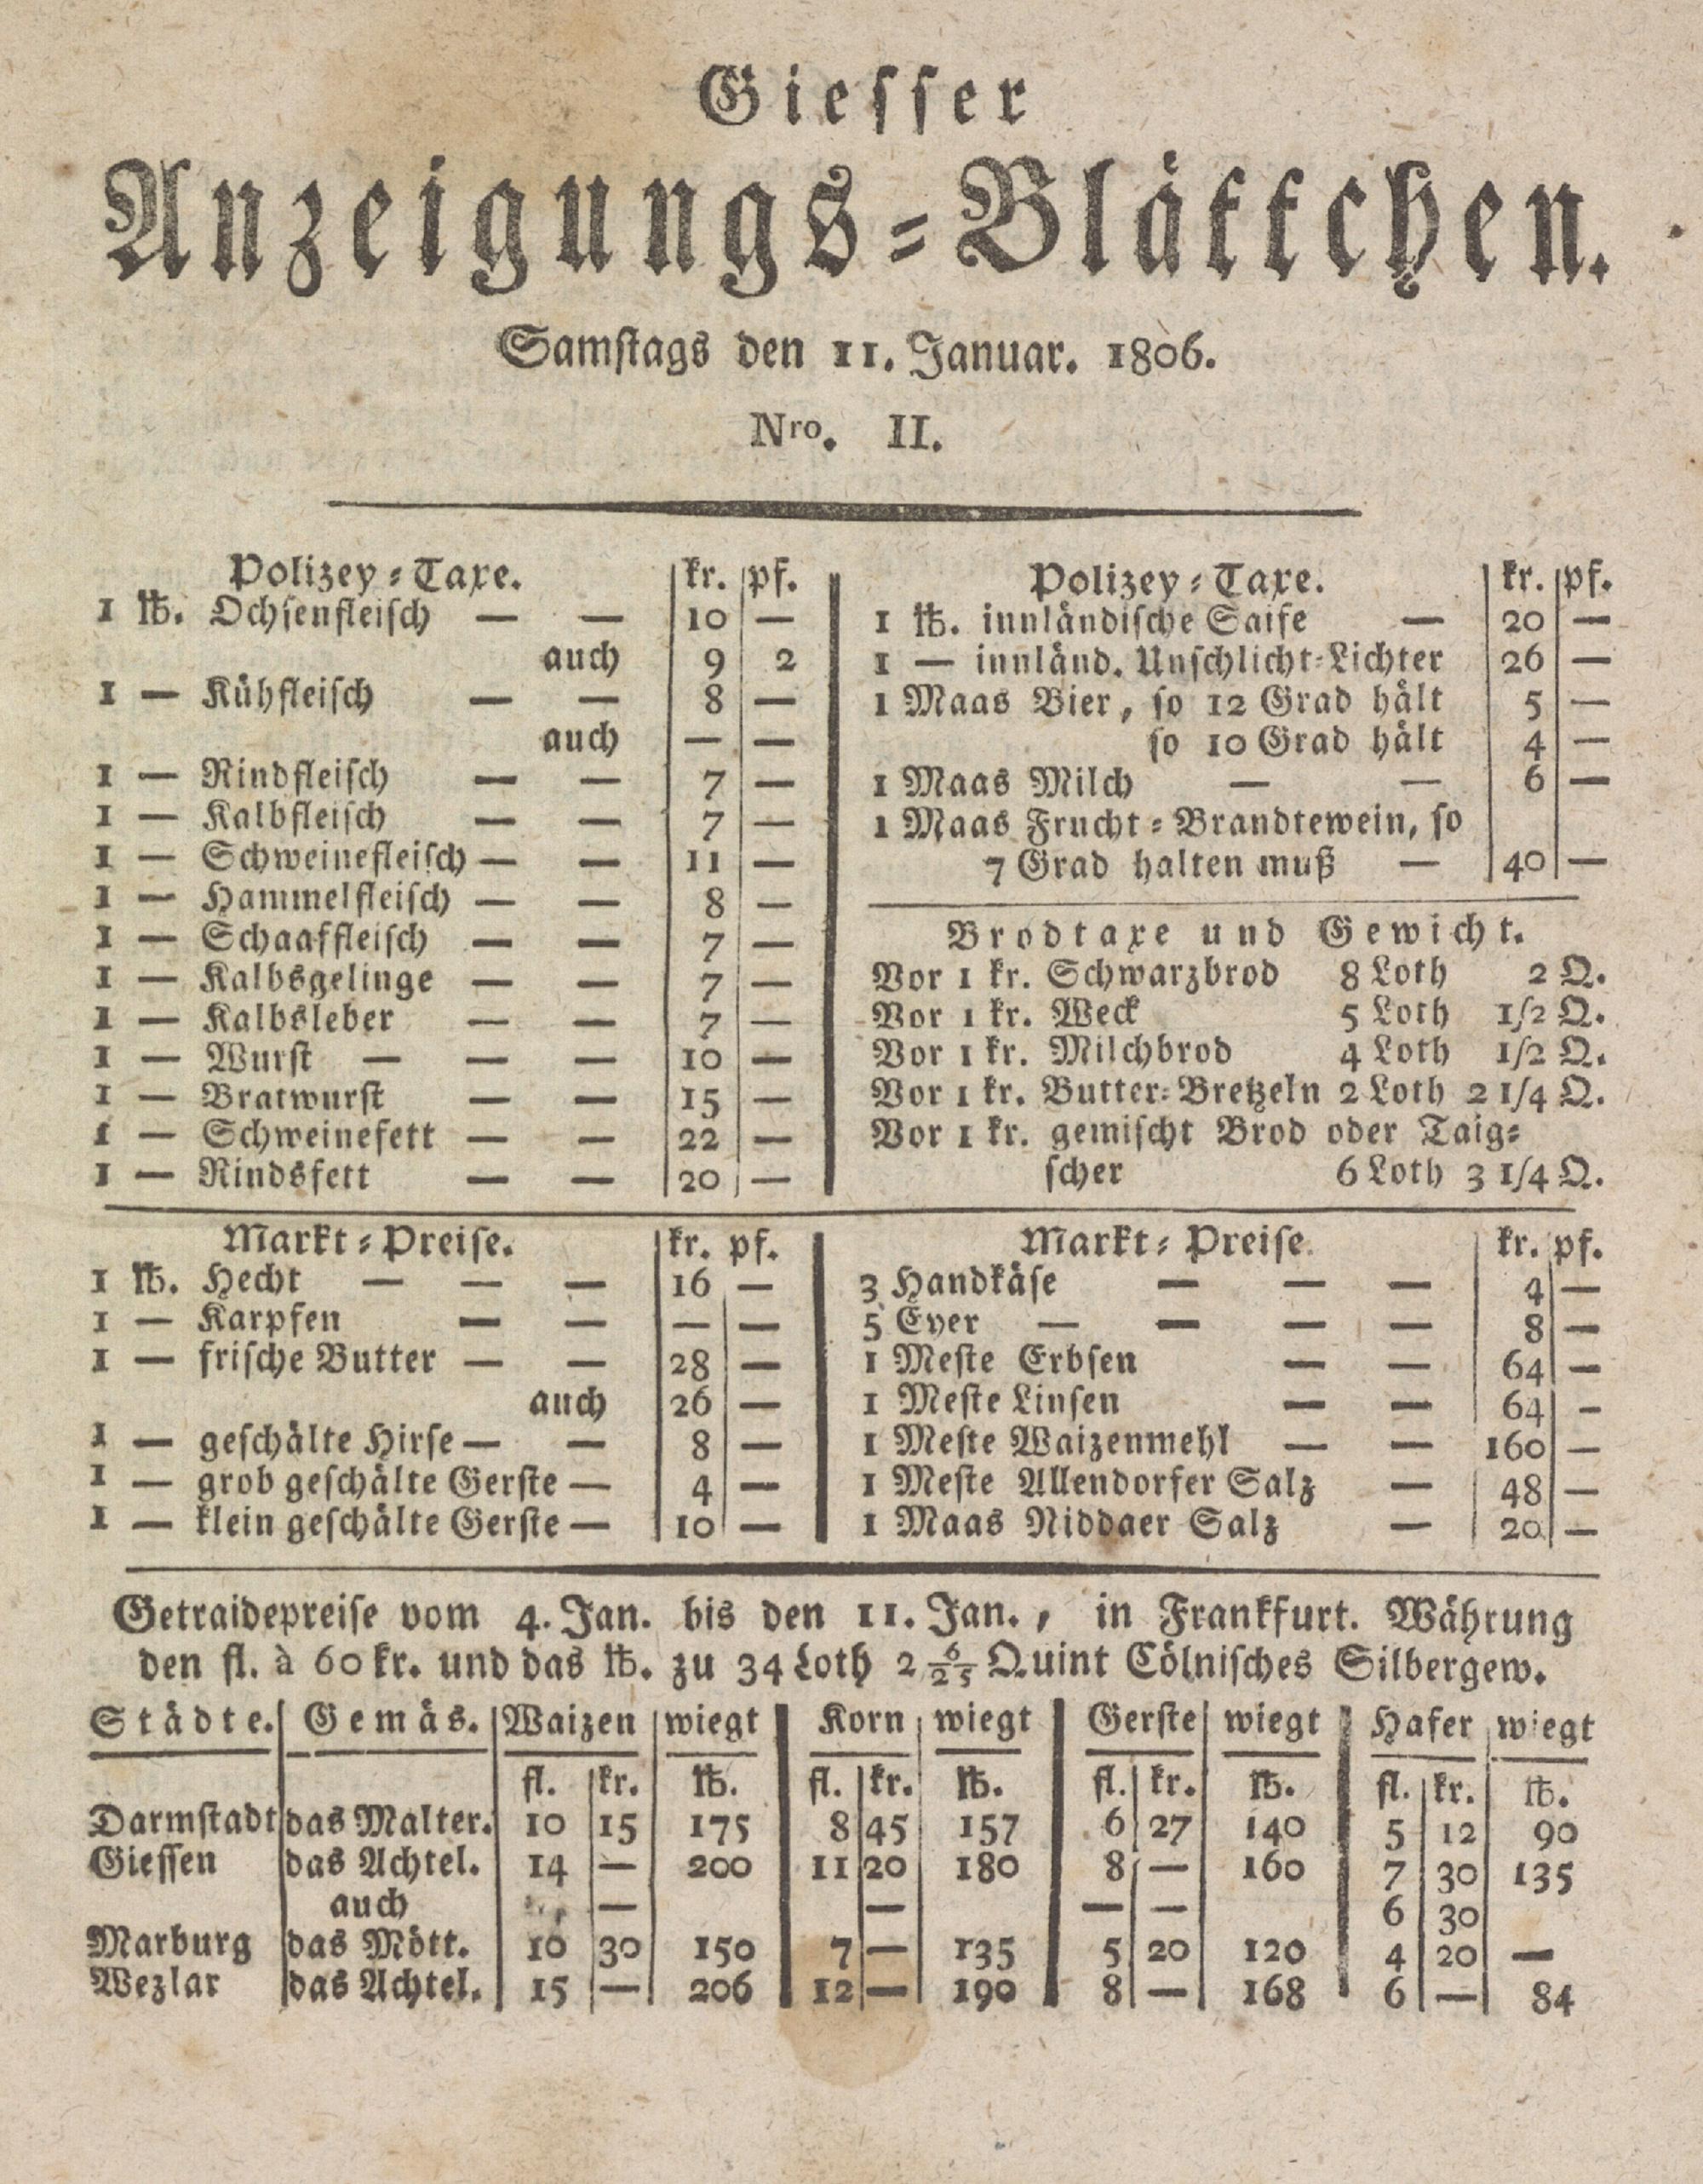 Giesser
Anzeigungs-Blättchen.
Samstags den 11. Januar. 1806.
Nro. II.
Polizey-Taxe. kr. pf.
1 ℔. Ochsenfleisch — — 10 —
auch 9 2
1 — Kühfleisch — — 8 —
auch — —
1 — Rindfleisch — — 7 —
1 — Kalbfleisch — — 7 —
1 — Schweinefleisch — — 11 —
1 — Hammelfleisch — — 8 —
1 — Schaaffleisch — — 7 —
1 — Kalbsgelinge — — 7 —
1 — Kalbsleber — — 7 —
1 — Wurst — — — 10 —
1 — Bratwurst — — 15 —
1 — Schweinefett — — 22 —
1 — Rindsfett — — 20 —
Polizey-Taxe. kr. pf.
1 ℔. innländische Saife — 20 —
1 — innländ. Unschlicht-Lichter 26 —
1 Maas Bier, so 12 Grad hält 5 —
so 10 Grad hält 4 —
1 Maas Milch — — 6 —
1 Maas Frucht-Brandtewein, so
7 Grad halten muß — 40 —
Brodtaxe und Gewicht.
Vor 1 kr. Schwarzbrod 8 Loth 2 Q.
Vor 1 kr. Weck 5 Loth 1/2 Q.
Vor 1 kr. Milchbrod 4 Loth 1/2 Q.
Vor 1 kr. Butter-Bretzeln 2 Loth 2 1/4 Q.
Vor 1 kr. gemischt Brod oder Taig-
scher 6 Loth 3 1/4 Q.
Markt-Preise. kr. pf.
1 ℔. Hecht — — — 16 —
1 — Karpfen — — — —
1 — frische Butter — — 28 —
auch 26 —
1 — geschälte Hirse — — 8 —
1 — grob geschälte Gerste — 4 —
1 — klein geschälte Gerste — 10 —
Markt-Preise kr. pf.
3 Handkäse — — — 4 —
5 Eyer — — — — 8 —
1 Meste Erbsen — — 64 —
1 Meste Linsen — — 64 —
1 Meste Waizenmehl — — 160 —
1 Meste Allendorfer Salz — 48 —
1 Maas Niddaer Salz — 20 —
Getraidepreise vom 4. Jan. bis den 11. Jan., in Frankfurt. Währung
den fl. à 60 kr. und das ℔. zu 34 Loth 2 6/25 Quint Cölnisches Silbergew.
Städte. Gemäs. Waizen wiegt Korn wiegt Gerste wiegt Hafer wiegt
fl. kr. ℔. fl. kr. ℔. fl. kr. ℔. fl. kr. ℔.
Darmstadt das Malter. 10 15 175 8 45 157 6 27 140 5 12 90
Giessen das Achtel. 14 — 200 11 20 180 8 — 160 7 30 135
auch — — — — 6 30
Marburg das Mött. 10 30 150 7 — 135 5 20 120 4 20 —
Wezlar das Achtel. 15 — 206 12 — 190 8 — 168 6 — 84